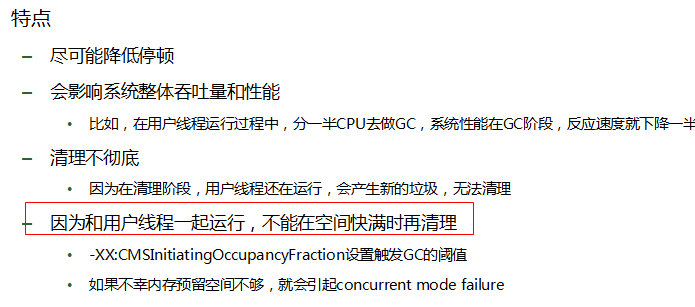 特点
– 尽可能降低停顿
– 会影响系统整体吞吐量和性能
• 比如，在用户线程运行过程中，分一半CPU去做GC，系统性能在GC阶段，反应速度就下降一半
– 清理不彻底
• 因为在清理阶段，用户线程还在运行，会产生新的垃圾，无法清理
– 因为和用户线程一起运行，不能在空间快满时再清理
• -XX:CMSInitiatingOccupancyFraction设置触发GC的阈值
• 如果不幸内存预留空间不够，就会引起concurrent mode failure